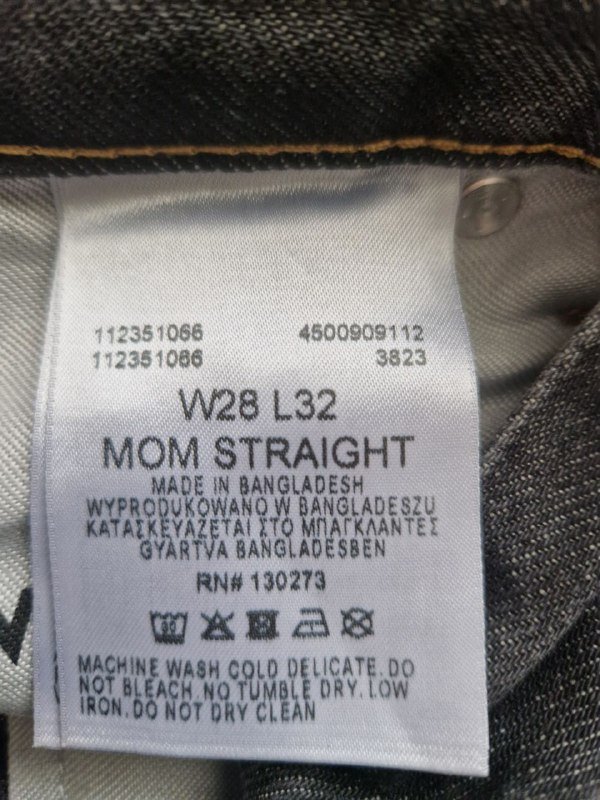 112351066 4500909112
112351066 3823
W28 L32
MOM STRAIGHT
MADE IN BANGLADESH
WYPRODUKOWANO W BANGLADESZU
ΚΑΤΑΣΚΕΥΑΖΕΤΑΙ ΣΤΟ ΜΠΑΓΚΛΑΝΤΕΣ
GYÁRTVA BANGLADESBEN
RN# 130273
30
MACHINE WASH COLD DELICATE. DO
NOT BLEACH. NO TUMBLE DRY. LOW
IRON. DO NOT DRY CLEAN